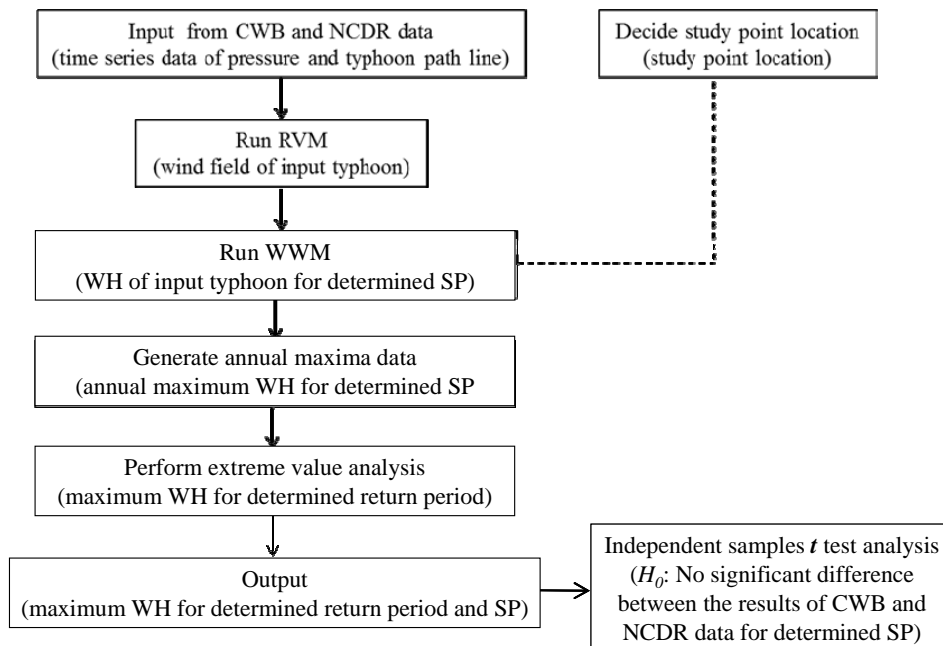 Input from CWB and NCDR data
(time series data of pressure and typhoon path line)
Decide study point location
(study point location)
Run RVM
(wind field of input typhoon)
Run WWM
(WH of input typhoon for determined SP)
Generate annual maxima data
(annual maximum WH for determined SP
Perform extreme value analysis
(maximum WH for determined return period)
Output
(maximum WH for determined return period and SP)
Independent samples t test analysis
(H0: No significant difference
between the results of CWB and
NCDR data for determined SP)